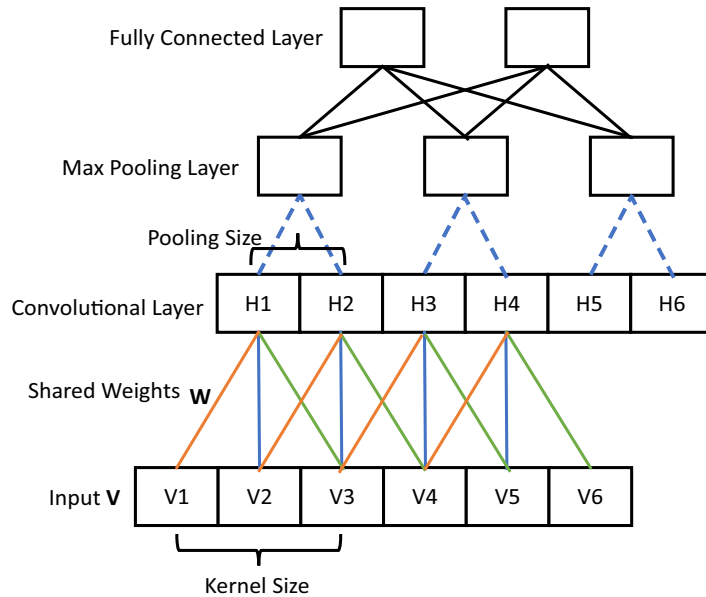 Fully Connected Layer
Max Pooling Layer
Pooling Size
Convolutional Layer H1 H2 H3 H4 H5 H6
Shared Weights W
Input V V1 V2 V3 V4 V5 V6
Kernel Size